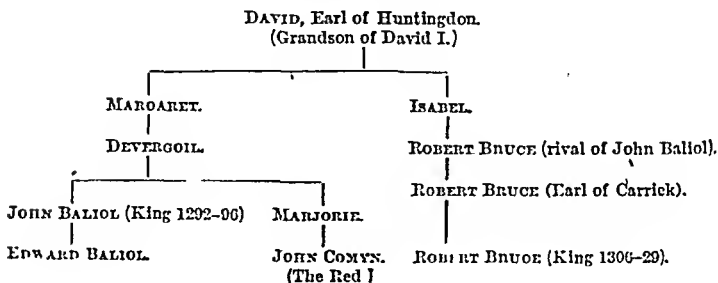 DAVID, Earl of Huntingdon.
(Grandson of David I.)
MARGARET. ISABEL.
DEVERGOIL. ROBERT BRUCE (rival of John Baliol).
ROBERT BRUCE (Earl of Carrick).
JOHN BALIOL (King 1292-96) MARJORIE.
EDWARD BALIOL. JOHN COMYN. ROBERT BRUCE (King 1306-29).
(The Red